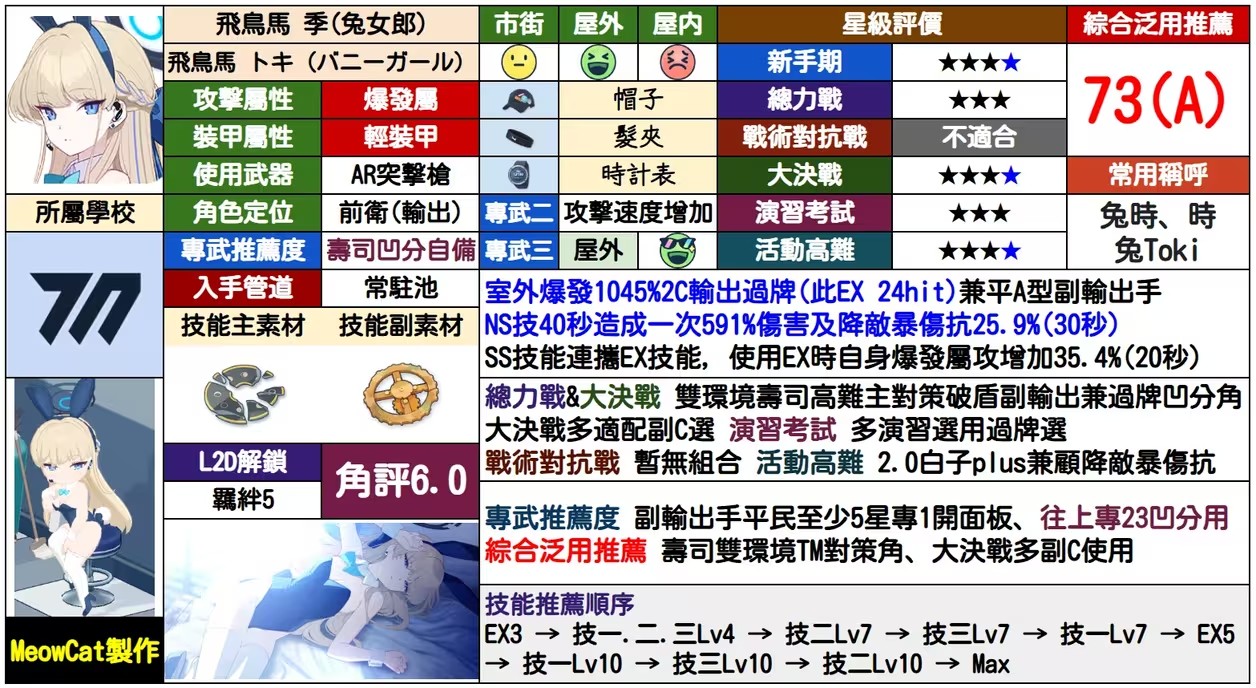 飛鳥馬 季(兔女郎)
飛鳥馬 トキ (バニーガール)
攻擊屬性 爆發屬
裝甲屬性 輕裝甲
使用武器 AR突擊槍
所屬學校
角色定位 前衛(輸出)
專武推薦度 壽司凹分自備
入手管道 常駐池
技能主素材 技能副素材
L2D解鎖
羈絆5
角評6.0
MeowCat製作
市街 屋外 屋內
帽子
髮夾
時計表
專武二 攻擊速度增加
專武三 屋外
星級評價
新手期 ★★★★
總力戰 ★★★
戰術對抗戰 不適合
大決戰 ★★★★
演習考試 ★★★
活動高難 ★★★★
綜合泛用推薦
73(A)
常用稱呼
兔時、時
兔Toki
室外爆發1045%2C輸出過牌(此EX 24hit)兼平A型副輸出手
NS技40秒造成一次591%傷害及降敵暴傷抗25.9%(30秒)
SS技能連攜EX技能, 使用EX時自身爆發屬攻增加35.4%(20秒)
總力戰&大決戰 雙環境壽司高難主對策破盾副輸出兼過牌凹分角
大決戰多適配副C選 演習考試 多演習選用過牌選
戰術對抗戰 暫無組合 活動高難 2.0白子plus兼顧降敵暴傷抗
專武推薦度 副輸出手平民至少5星專1開面板、往上專23凹分用
綜合泛用推薦 壽司雙環境TM對策角、大決戰多副C使用
技能推薦順序
EX3 → 技一.二.三Lv4 → 技二Lv7 → 技三Lv7 → 技一Lv7 → EX5
→ 技一Lv10 → 技三Lv10 → 技二Lv10 → Max